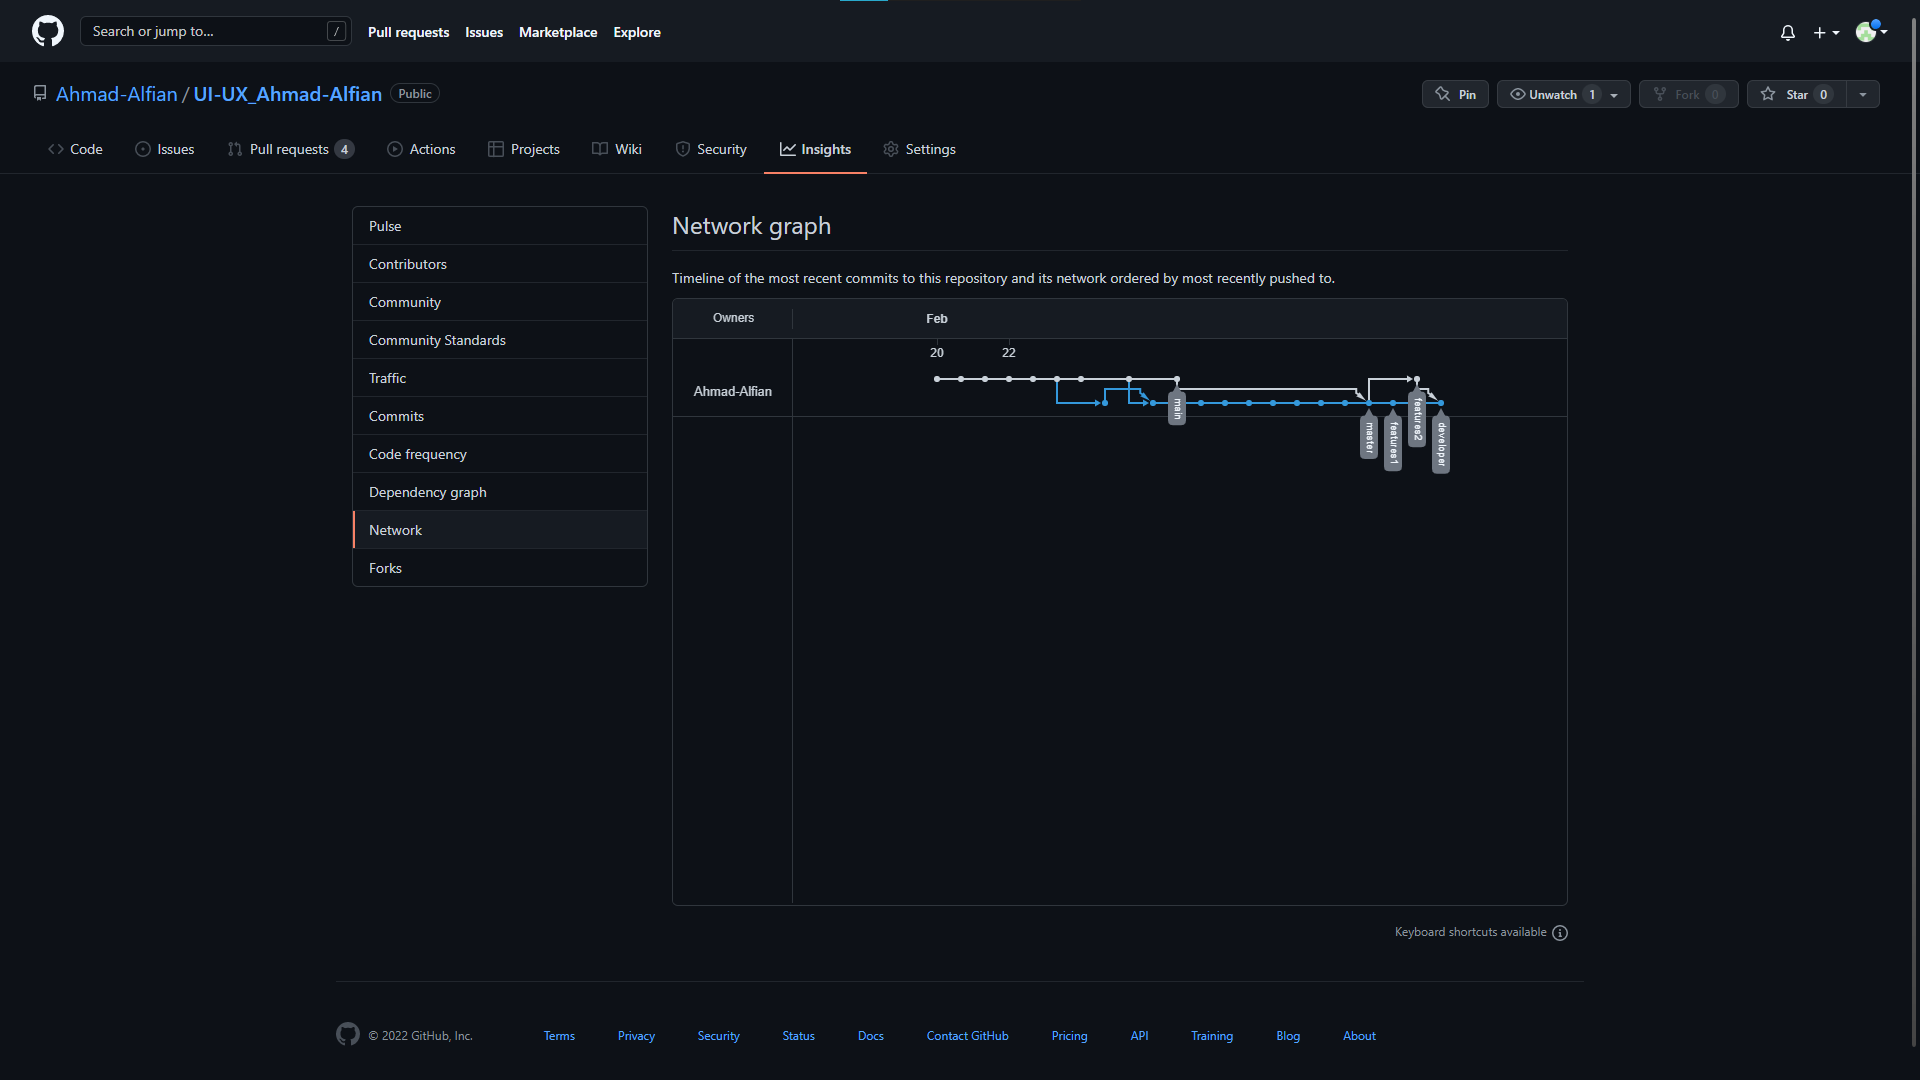 Search or jump to... /
Pull requests
Issues
Marketplace
Explore
Ahmad-Alfian / UI-UX_Ahmad-Alfian Public
Pin
Unwatch 1
Fork 0
Star 0
Code
Issues
Pull requests 4
Actions
Projects
Wiki
Security
Insights
Settings
Pulse
Contributors
Community
Community Standards
Traffic
Commits
Code frequency
Dependency graph
Network
Forks
Network graph
Timeline of the most recent commits to this repository and its network ordered by most recently pushed to.
Owners
Feb
20
22
Ahmad-Alfian
main
master
features1
features2
developer
Keyboard shortcuts available
© 2022 GitHub, Inc.
Terms
Privacy
Security
Status
Docs
Contact GitHub
Pricing
API
Training
Blog
About